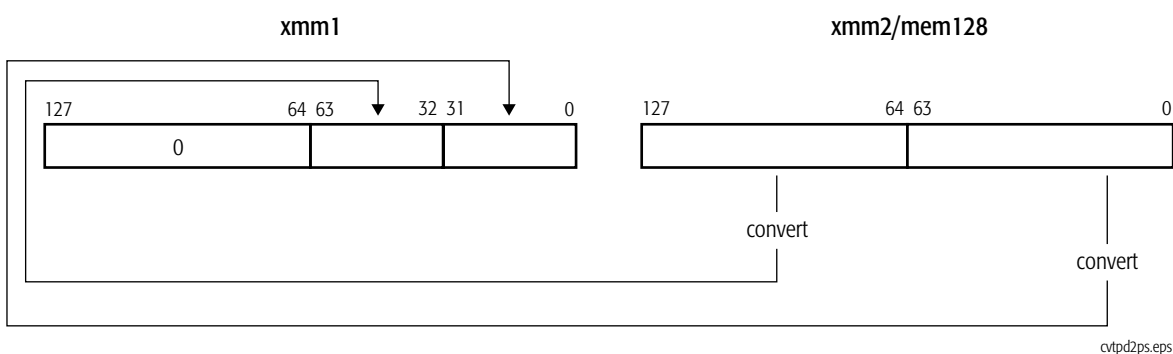 xmm1 xmm2/mem128
127 64 63 32 31 0 127 64 63 0
0
convert
convert
cvtpd2ps.eps